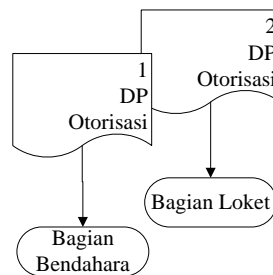 2
DP
Otorisasi
1
DP
Otorisasi
Bagian Loket
Bagian
Bendahara